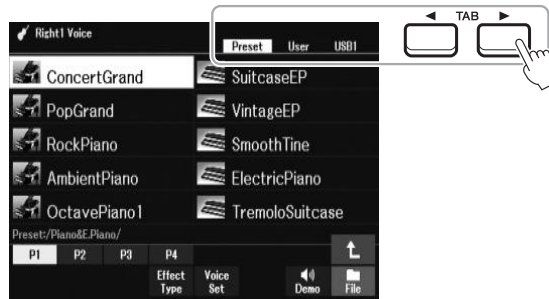 ◄ TAB ►
Right1 Voice
Preset User USB1
ConcertGrand SuitcaseEP
PopGrand VintageEP
RockPiano SmoothTine
AmbientPiano ElectricPiano
OctavePiano1 TremoloSuitcase
Preset:/Piano&E.Piano/
P1 P2 P3 P4
Effect Type Voice Set Demo File